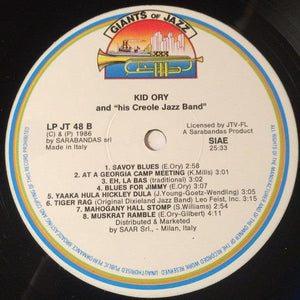 GIANTS OF JAZZ
KID ORY
and "his Creole Jazz Band"
LP JT 48 B
(C) & (P) 1986
by SARABANDAS srl
Made in Italy
Licensed by JTV-FL
A Sarabandas Product
SIAE
25:33
1. SAVOY BLUES (E.Ory) 2:58
2. AT A GEORGIA CAMP MEETING (K.Mills) 3:05
3. EH, LA BAS (traditional) 3:02
4. BLUES FOR JIMMY (E.Ory) 3:00
5. YAAKA HULA HICKEY DULA (J.Young-Goetz-Wendling) 3:05
6. TIGER RAG (Original Dixieland Jazz Band) Leo Feist, Inc. 3:13
7. MAHOGANY HALL STOMP (S.Williams) 2:54
8. MUSKRAT RAMBLE (E.Ory-Gilbert) 4:11
Distributed & Marketed
by SAAR Srl., - Milan, Italy